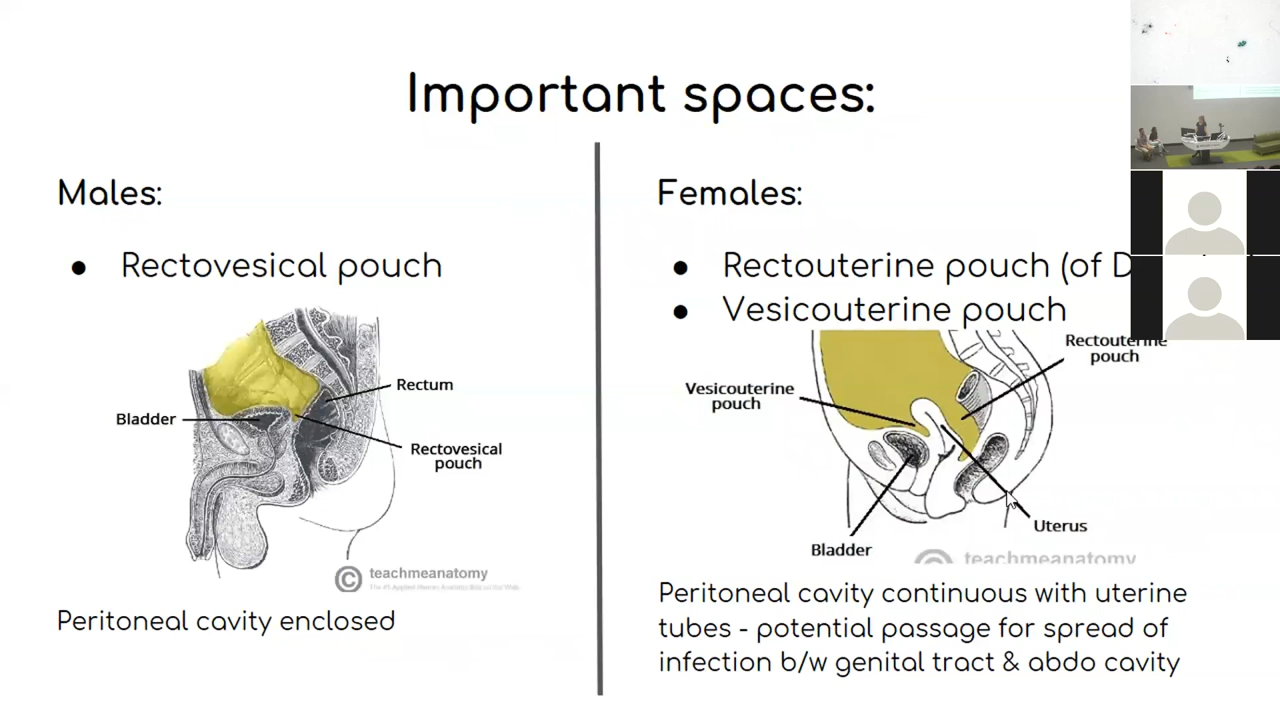 Important spaces:
Males:
● Rectovesical pouch
Rectum
Bladder
Rectovesical
pouch
© teachmeanatomy
Peritoneal cavity enclosed
Females:
● Rectouterine pouch (of
● Vesicouterine pouch
Rectouterine
pouch
Vesicouterine
pouch
Uterus
Bladder
teachmeanatomy
Peritoneal cavity continuous with uterine
tubes - potential passage for spread of
infection b/w genital tract & abdo cavity